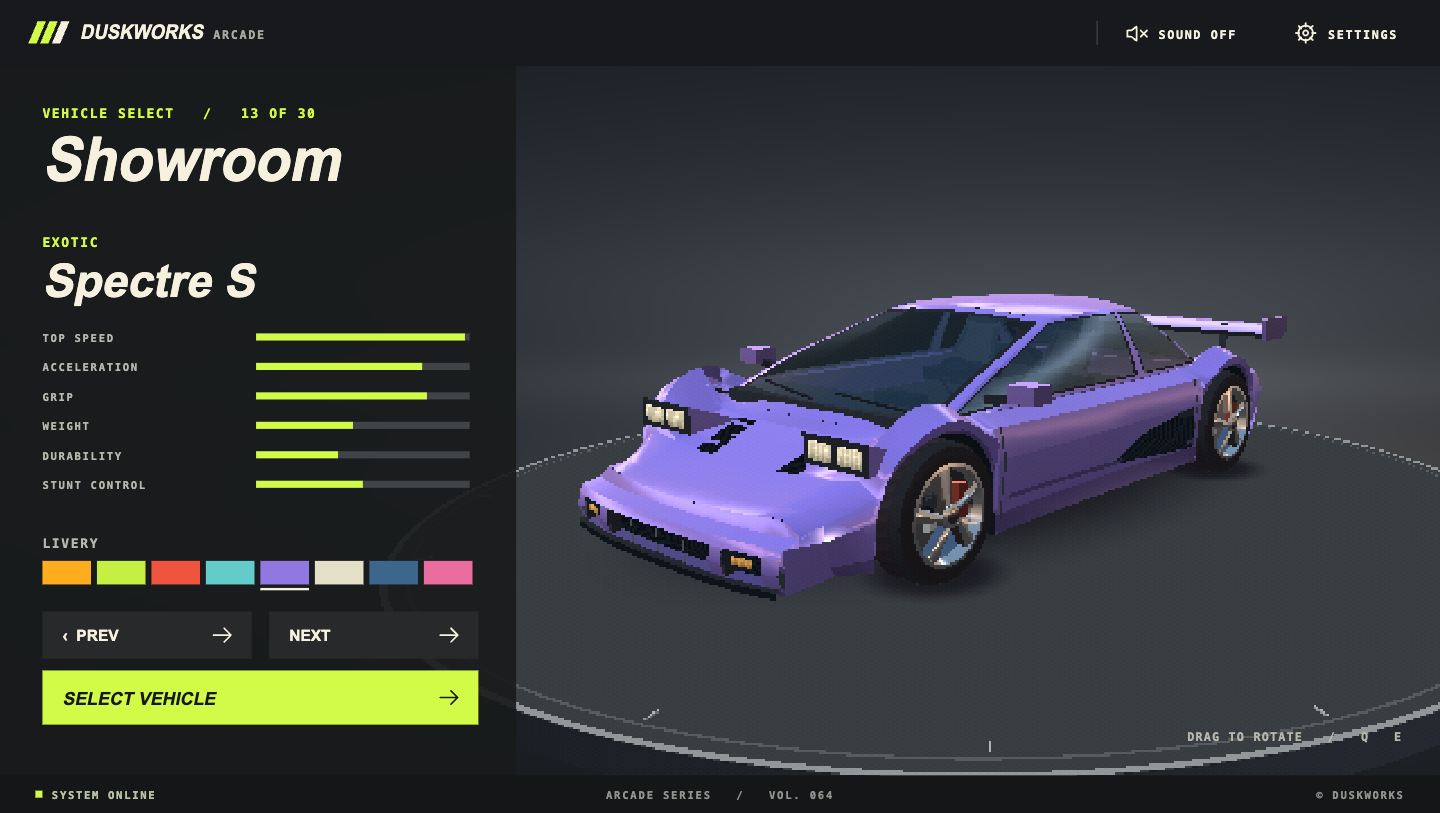 DUSKWORKS ARCADE
SOUND OFF
SETTINGS
VEHICLE SELECT / 13 OF 30
Showroom
EXOTIC
Spectre S
TOP SPEED
ACCELERATION
GRIP
WEIGHT
DURABILITY
STUNT CONTROL
LIVERY
‹ PREV
NEXT
SELECT VEHICLE
DRAG TO ROTATE / Q E
SYSTEM ONLINE
ARCADE SERIES / VOL. 064
© DUSKWORKS